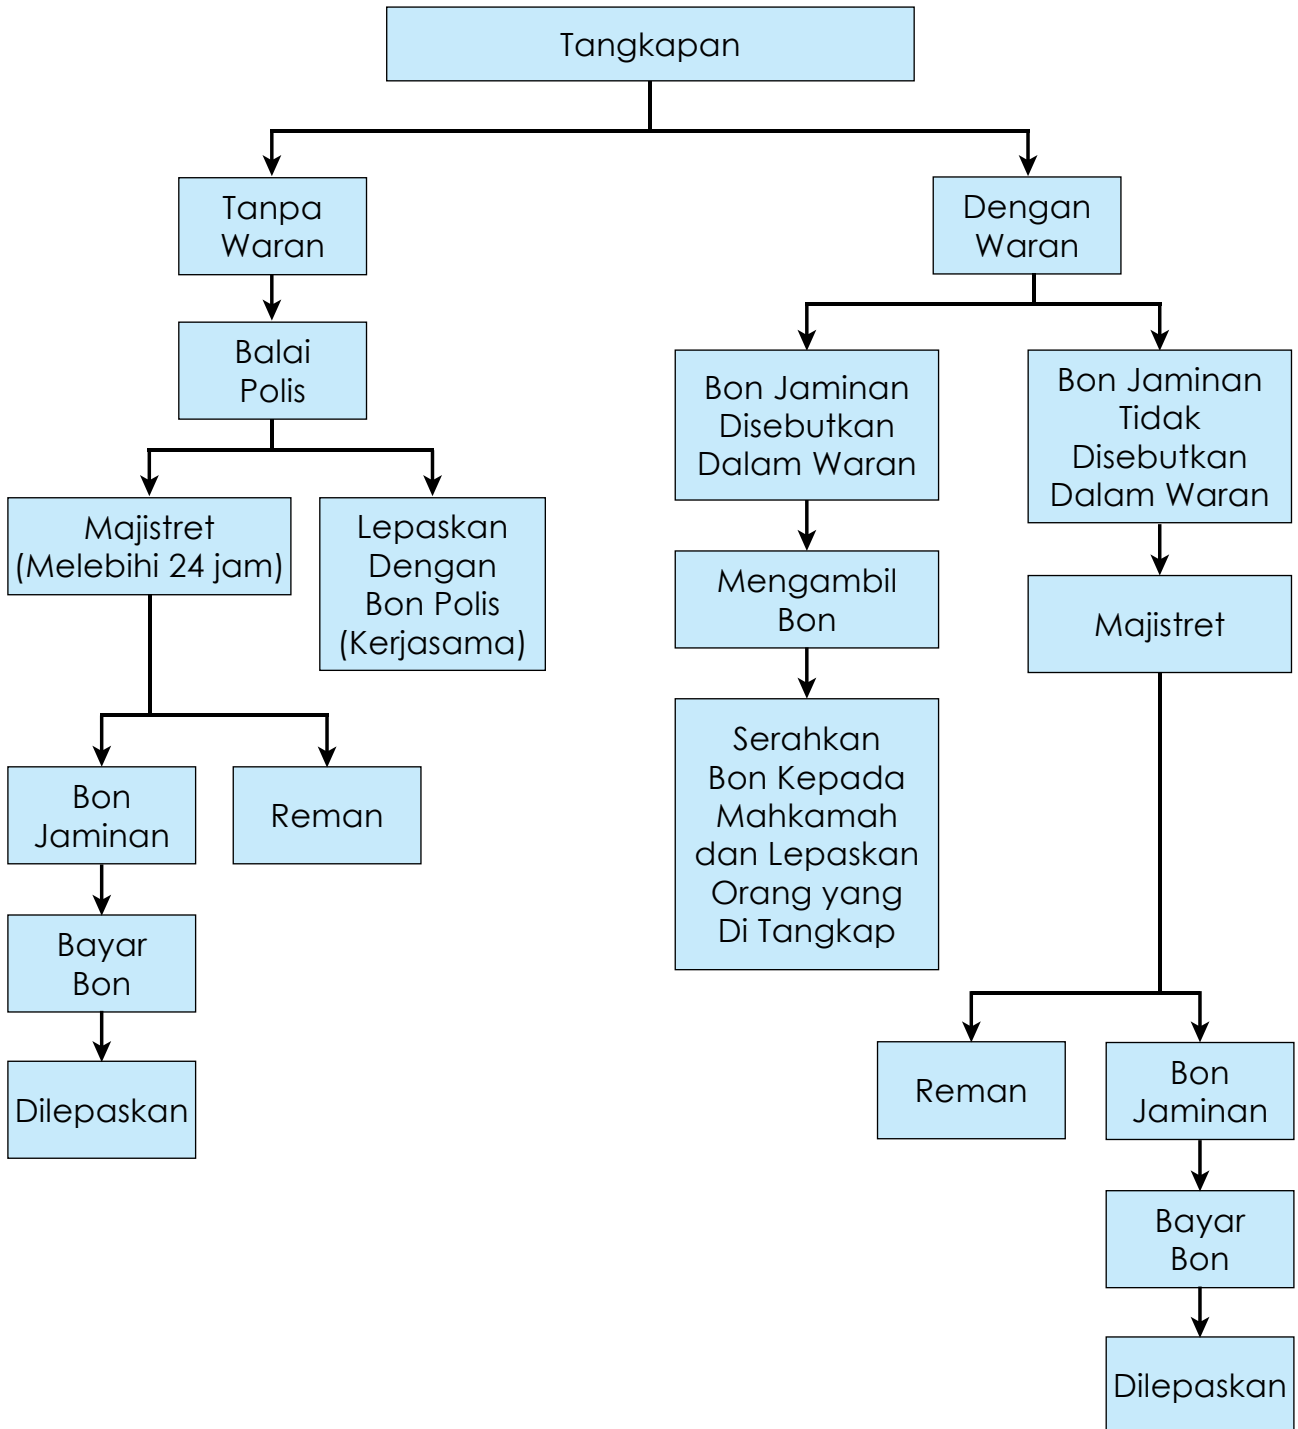 Tangkapan
Tanpa
Waran
Dengan
Waran
Balai
Polis
Bon Jaminan
Disebutkan
Dalam Waran
Bon Jaminan
Tidak
Disebutkan
Dalam Waran
Majistret
(Melebihi 24 jam)
Lepaskan
Dengan
Bon Polis
(Kerjasama)
Mengambil
Bon
Majistret
Serahkan
Bon Kepada
Mahkamah
dan Lepaskan
Orang yang
Di Tangkap
Bon
Jaminan
Reman
Bayar
Bon
Dilepaskan
Reman
Bon
Jaminan
Bayar
Bon
Dilepaskan